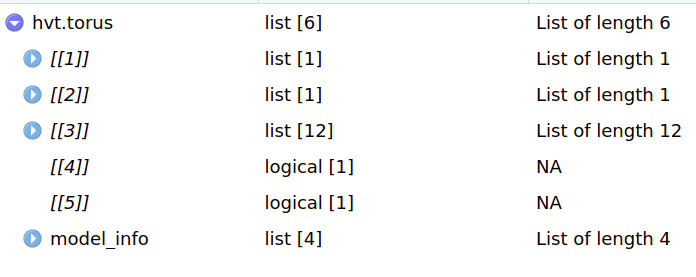 hvt.torus list [6] List of length 6
[[1]] list [1] List of length 1
[[2]] list [1] List of length 1
[[3]] list [12] List of length 12
[[4]] logical [1] NA
[[5]] logical [1] NA
model_info list [4] List of length 4